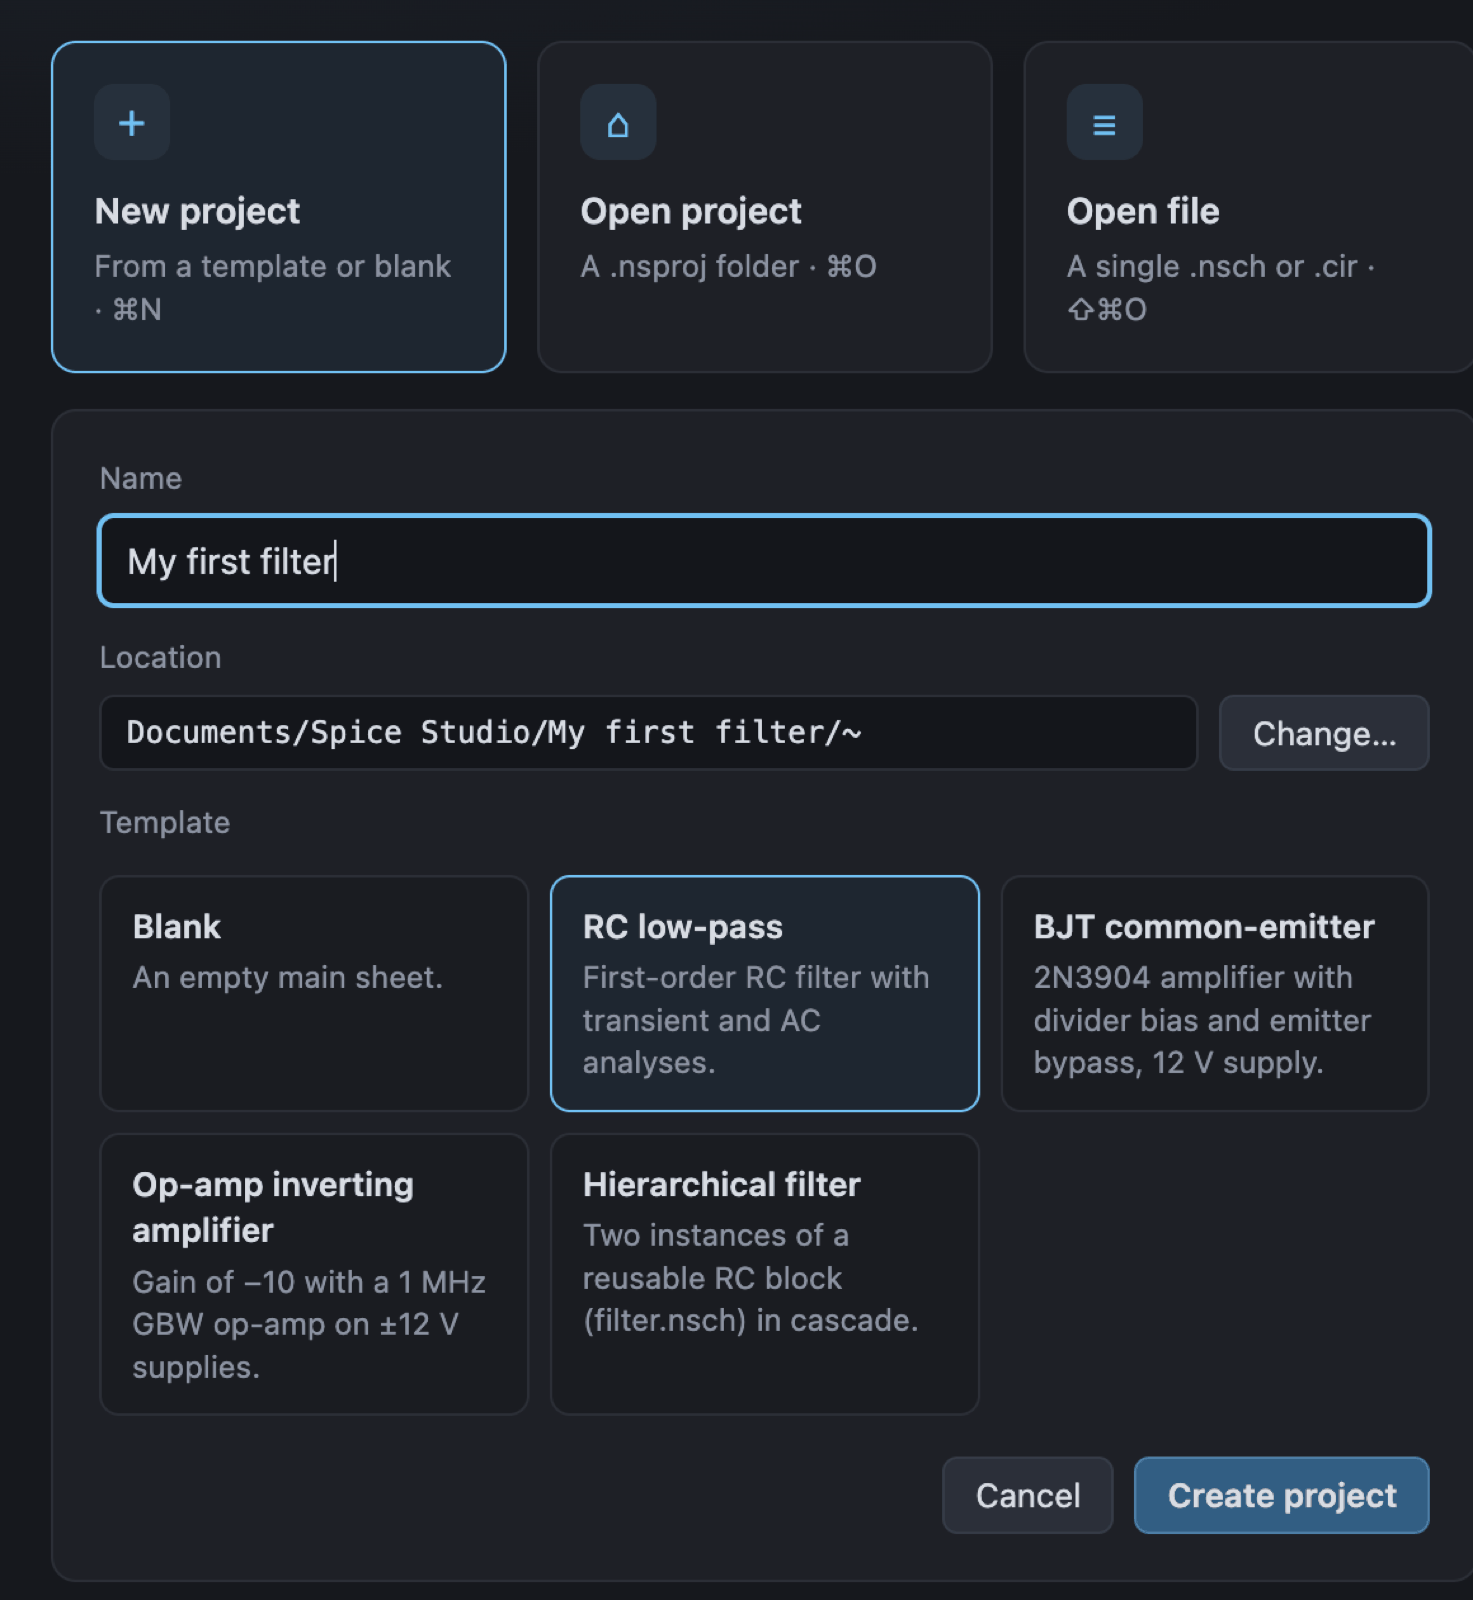 +
New project
From a template or blank
· ⌘N
Open project
A .nsproj folder · ⌘O
Open file
A single .nsch or .cir ·
⇧⌘O
Name
My first filter
Location
Documents/Spice Studio/My first filter/~
Change...
Template
Blank
An empty main sheet.
RC low-pass
First-order RC filter with
transient and AC
analyses.
BJT common-emitter
2N3904 amplifier with
divider bias and emitter
bypass, 12 V supply.
Op-amp inverting
amplifier
Gain of −10 with a 1 MHz
GBW op-amp on ±12 V
supplies.
Hierarchical filter
Two instances of a
reusable RC block
(filter.nsch) in cascade.
Cancel
Create project